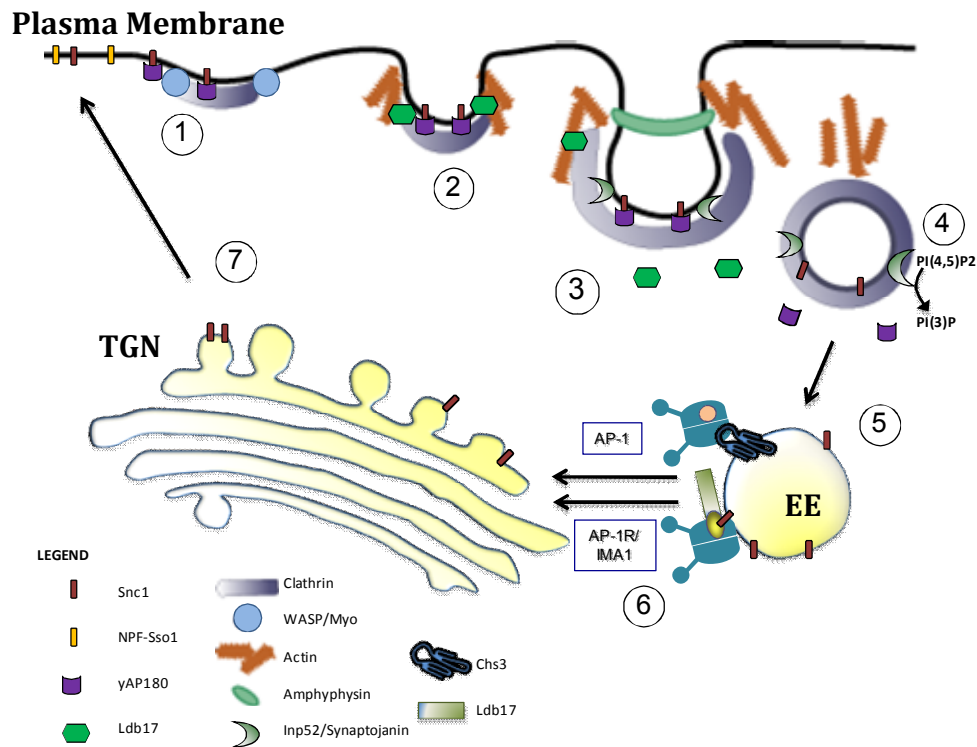 Plasma Membrane
1
2
3
4
PI(4,5)P2
PI(3)P
7
TGN
5
AP-1
EE
AP-1R/
IMA1
6
LEGEND
Snc1
NPF-Sso1
yAP180
Ldb17
Clathrin
WASP/Myo
Actin
Amphyphysin
Inp52/Synaptojanin
Chs3
Ldb17